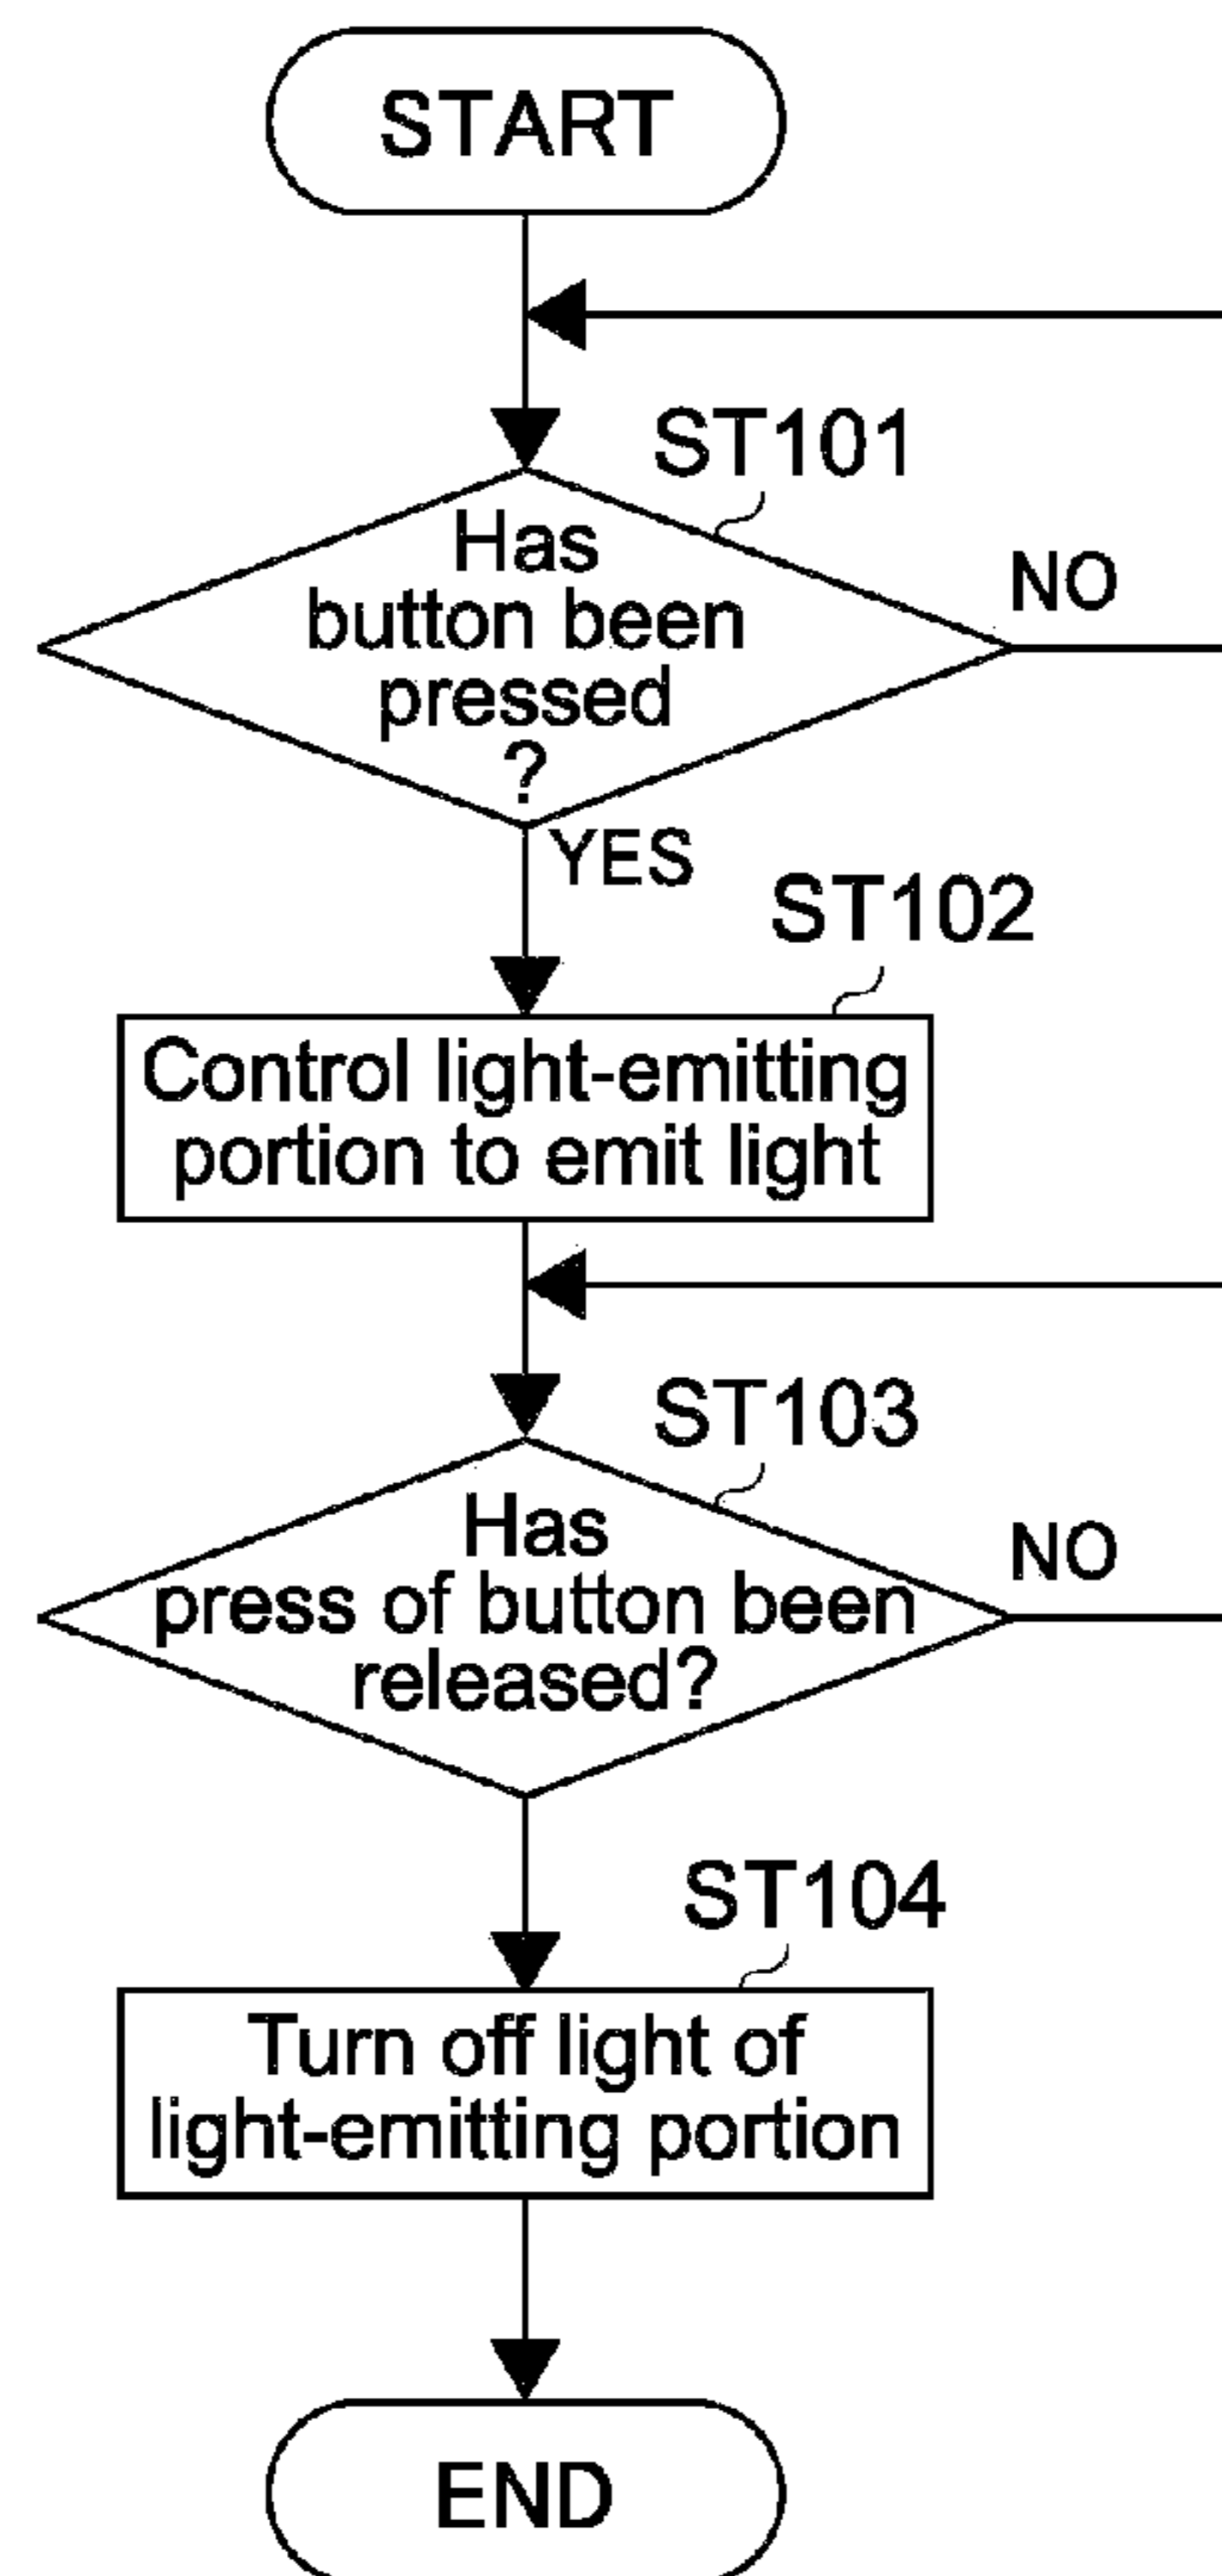 START
ST101
Has
button been
pressed
?
NO
YES
ST102
Control light-emitting
portion to emit light
ST103
Has
press of button been
released?
NO
ST104
Turn off light of
light-emitting portion
END